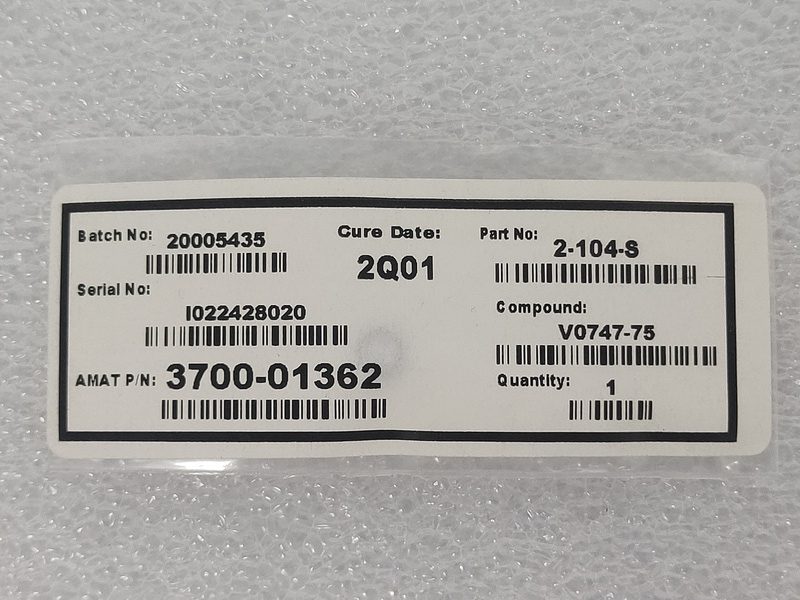 Batch No: 20005435
Cure Date:
2Q01
Part No: 2-104-S
Serial No:
I022428020
Compound:
V0747-75
AMAT P/N: 3700-01362
Quantity: 1